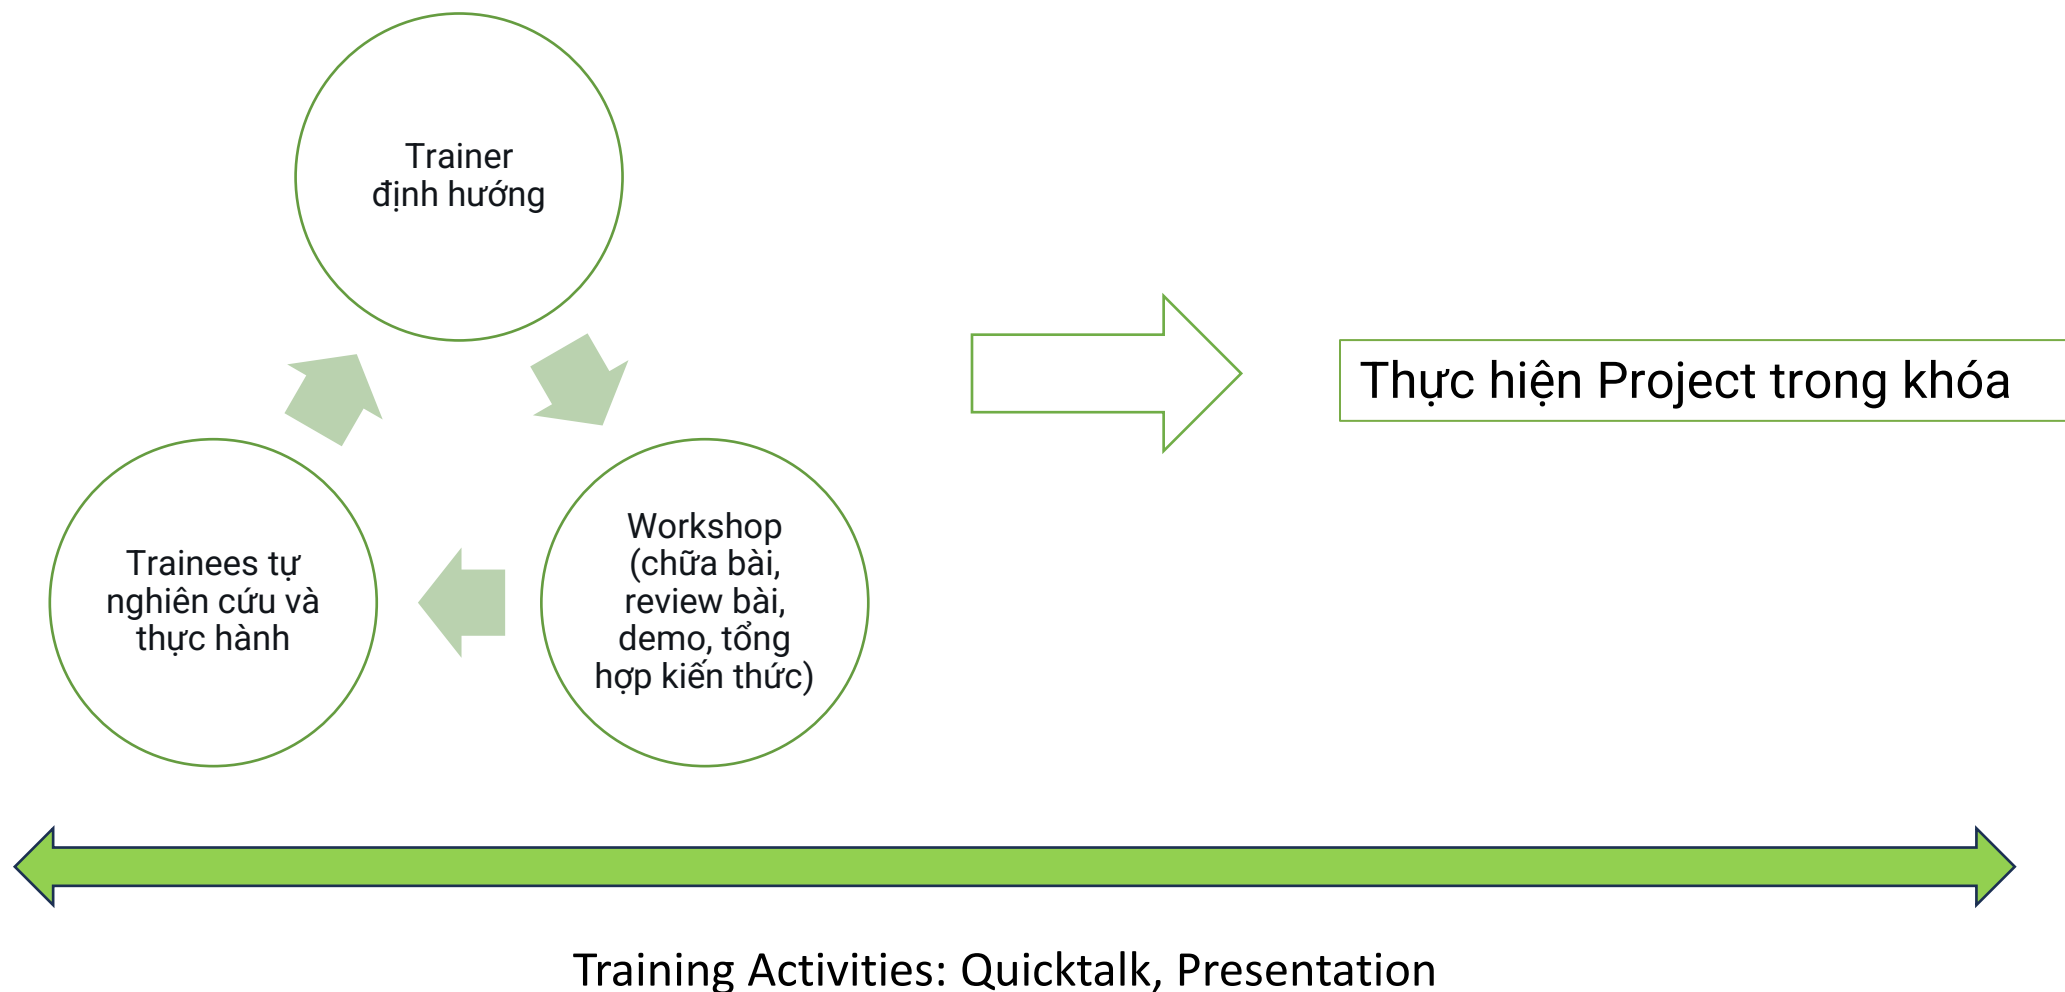 Trainer
định hướng
Thực hiện Project trong khóa
Workshop
(chữa bài,
review bài,
demo, tổng
hợp kiến thức)
Trainees tự
nghiên cứu và
thực hành
Training Activities: Quicktalk, Presentation